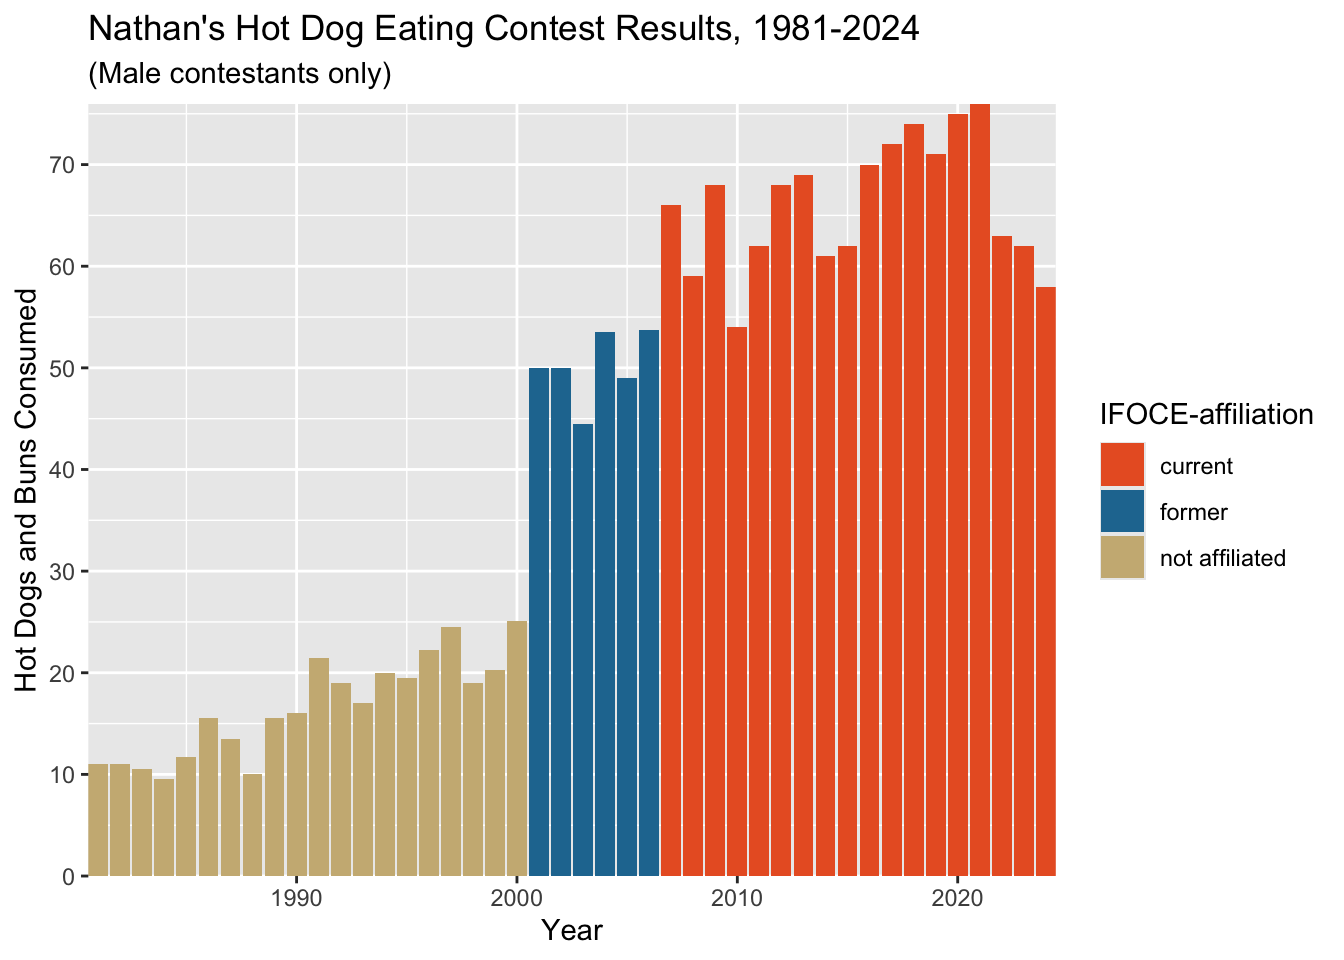 Nathan's Hot Dog Eating Contest Results, 1981-2024
(Male contestants only)
Hot Dogs and Buns Consumed
70
60
50
40
30
20
10
0
1990
2000
2010
2020
Year
IFOCE-affiliation
current
former
not affiliated